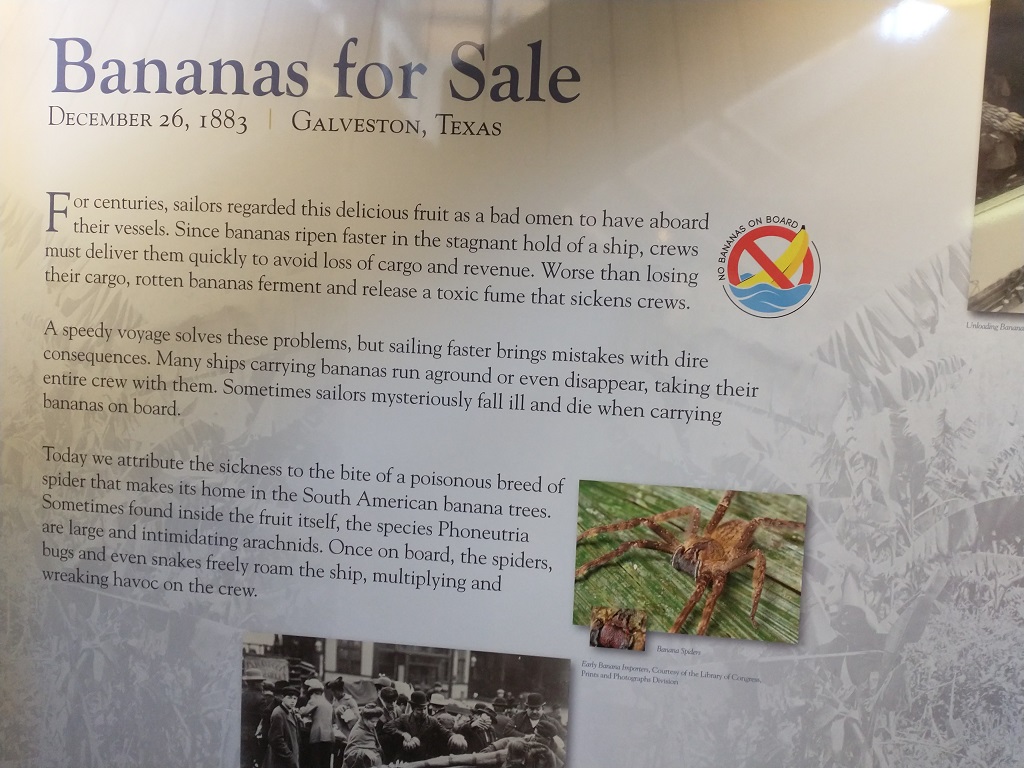 Bananas for Sale
December 26, 1883 | Galveston, Texas
For centuries, sailors regarded this delicious fruit as a bad omen to have aboard
their vessels. Since bananas ripen faster in the stagnant hold of a ship, crews
must deliver them quickly to avoid loss of cargo and revenue. Worse than losing
their cargo, rotten bananas ferment and release a toxic fume that sickens crews.
NO BANANAS ON BOARD
A speedy voyage solves these problems, but sailing faster brings mistakes with dire
consequences. Many ships carrying bananas run aground or even disappear, taking their
entire crew with them. Sometimes sailors mysteriously fall ill and die when carrying
bananas on board.
Today we attribute the sickness to the bite of a poisonous breed of
spider that makes its home in the South American banana trees.
Sometimes found inside the fruit itself, the species Phoneutria
are large and intimidating arachnids. Once on board, the spiders,
bugs and even snakes freely roam the ship, multiplying and
wreaking havoc on the crew.
Banana Spiders
Early Banana Importers, Courtesy of the Library of Congress,
Prints and Photographs Division
Unloading Banana